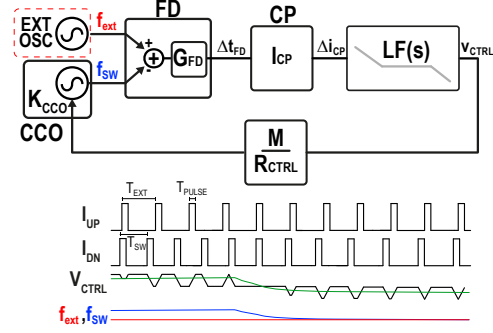 EXT OSC
f_ext
FD
+
-
G_FD
Δt_FD
CP
I_CP
Δi_CP
LF(s)
v_CTRL
f_SW
K_CCO
CCO
M
R_CTRL
T_EXT
T_PULSE
I_UP
T_SW
I_DN
V_CTRL
f_ext,f_SW